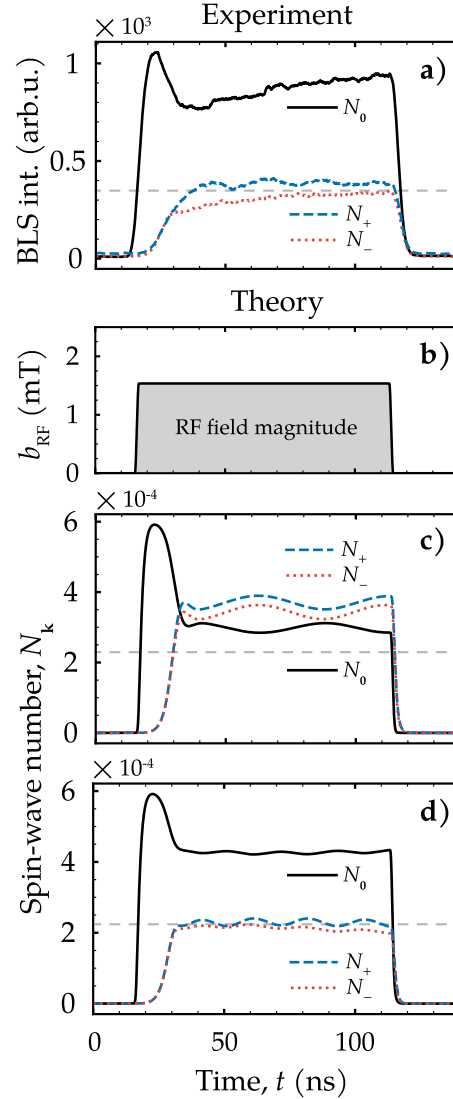 Experiment
× 10³
a)
BLS int. (arb.u.)
1
0.5
0
N₀
N₊
N₋
Theory
b)
b_RF (mT)
2
1
0
RF field magnitude
× 10⁻⁴
c)
6
4
2
0
N₊
N₋
N₀
Spin-wave number, N_k
× 10⁻⁴
d)
6
4
2
0
N₀
N₊
N₋
0 50 100
Time, t (ns)